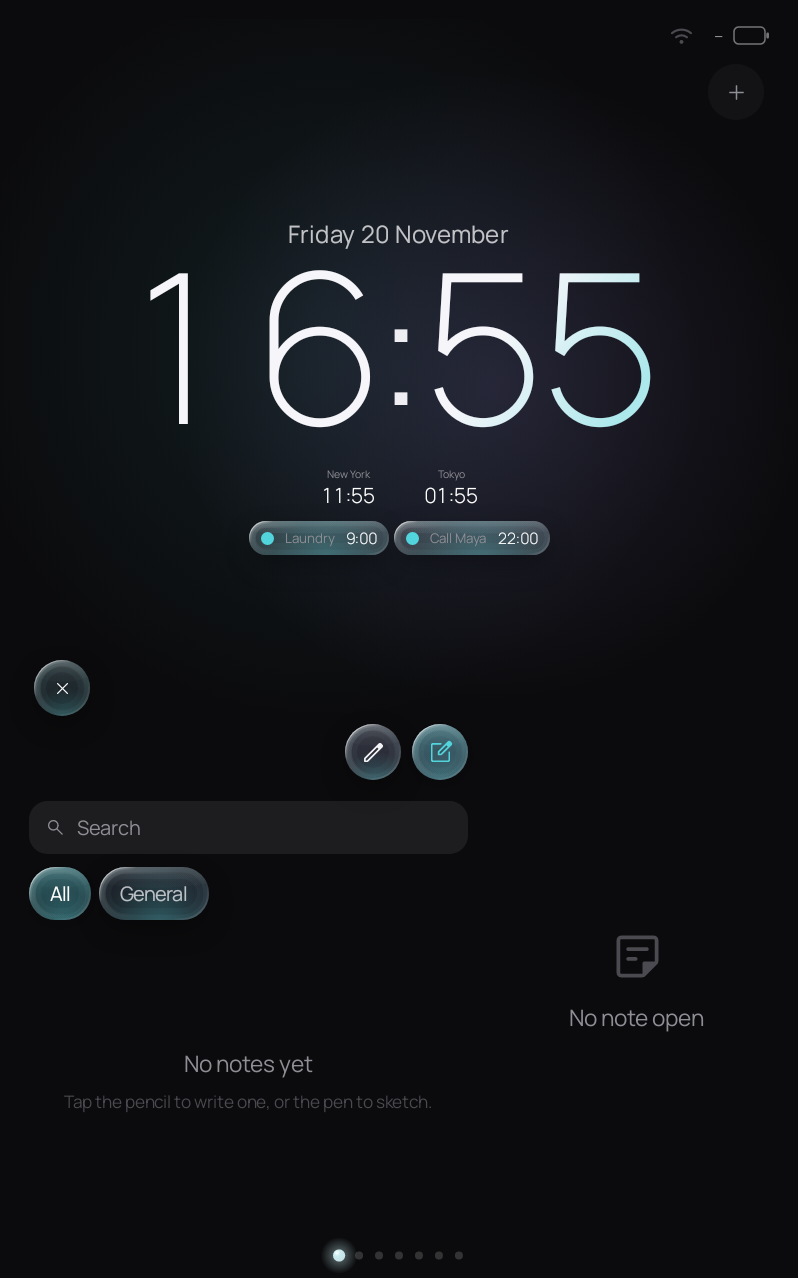 –
Friday 20 November
16:55
New York Tokyo
11:55 01:55
Laundry 9:00 Call Maya 22:00
Search
All General
No note open
No notes yet
Tap the pencil to write one, or the pen to sketch.